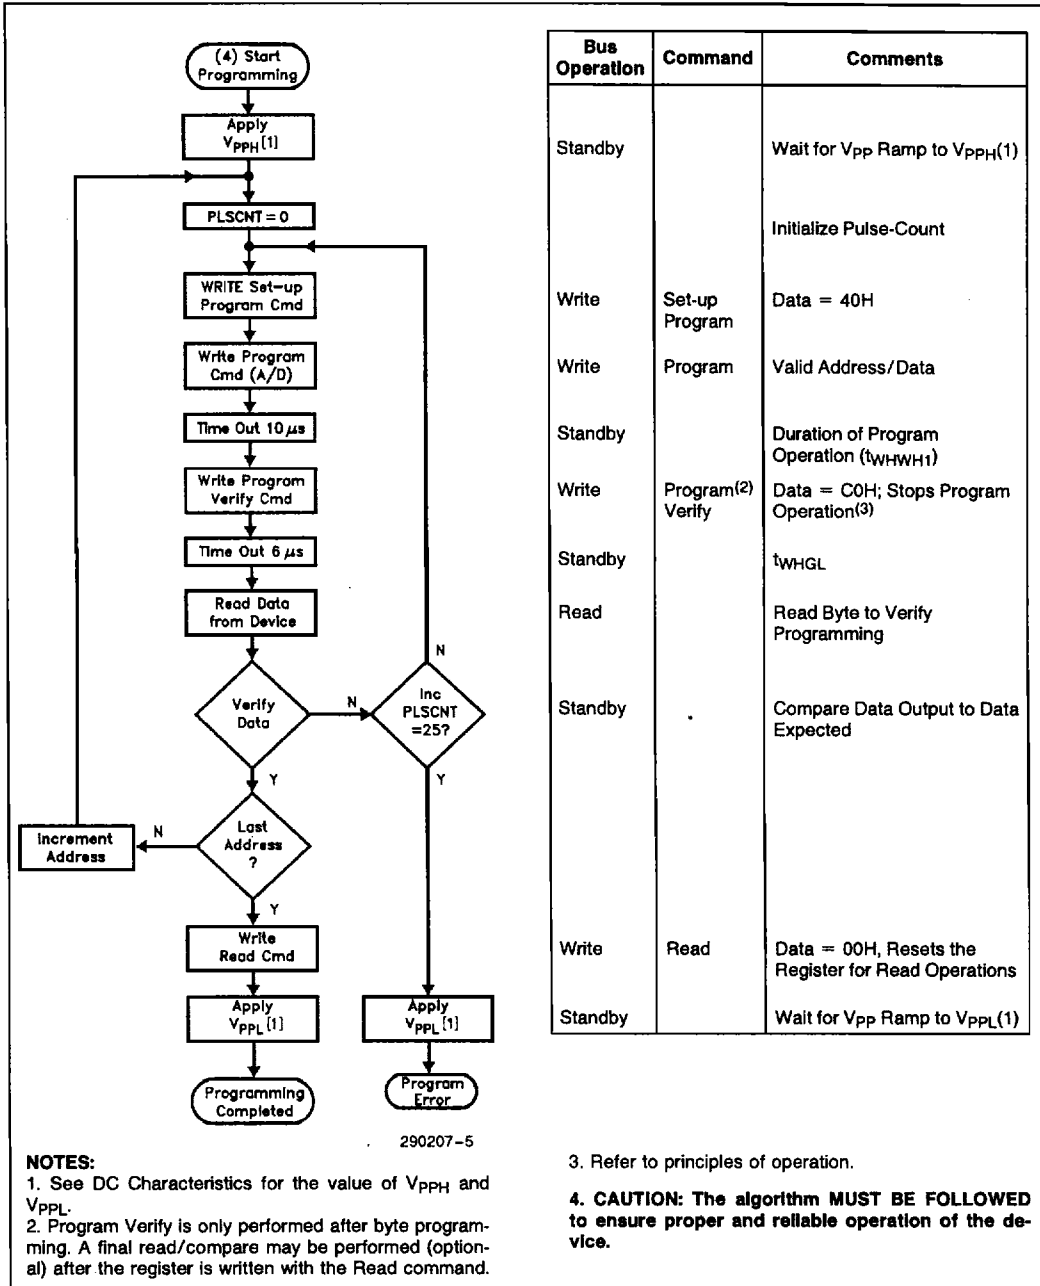 (4) Start
Programming
Apply
VPPH[1]
PLSCNT = 0
WRITE Set-up
Program Cmd
Write Program
Cmd (A/D)
Time Out 10 μs
Write Program
Verify Cmd
Time Out 6 μs
Read Data
from Device
Verify
Data
N
Inc
PLSCNT
=25?
N
Y
Y
Last
Address
?
N
Increment
Address
Y
Write
Read Cmd
Apply
VPPL[1]
Apply
VPPL[1]
Programming
Completed
Program
Error
290207-5
Bus
Operation
Command
Comments
Standby
Wait for VPP Ramp to VPPH(1)
Initialize Pulse-Count
Write
Set-up
Program
Data = 40H
Write
Program
Valid Address/Data
Standby
Duration of Program
Operation (tWHWH1)
Write
Program(2)
Verify
Data = C0H; Stops Program
Operation(3)
Standby
tWHGL
Read
Read Byte to Verify
Programming
Standby
Compare Data Output to Data
Expected
Write
Read
Data = 00H, Resets the
Register for Read Operations
Standby
Wait for VPP Ramp to VPPL(1)
NOTES:
1. See DC Characteristics for the value of VPPH and
VPPL.
2. Program Verify is only performed after byte program-
ming. A final read/compare may be performed (option-
al) after the register is written with the Read command.
3. Refer to principles of operation.
4. CAUTION: The algorithm MUST BE FOLLOWED
to ensure proper and reliable operation of the de-
vice.